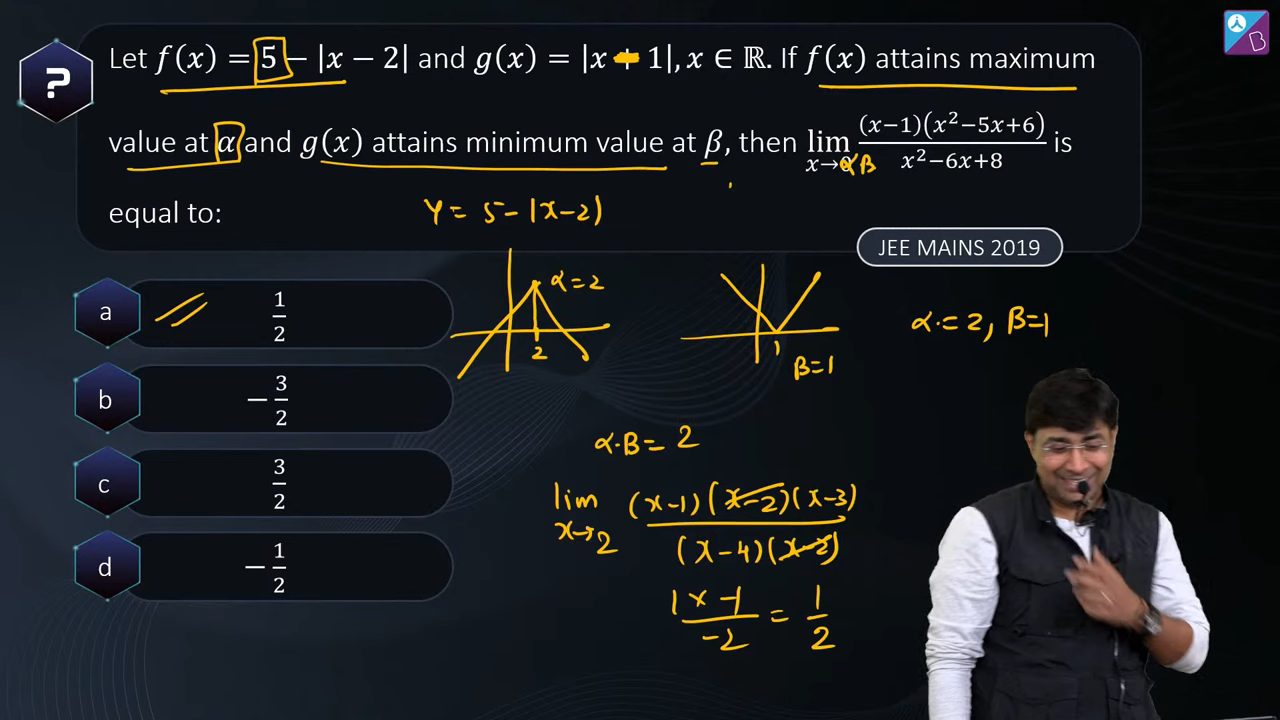 ?
Let f(x) = 5 − |x − 2| and g(x) = |x − 1|, x ∈ ℝ. If f(x) attains maximum
value at α and g(x) attains minimum value at β, then lim x→αβ (x−1)(x²−5x+6) / x²−6x+8 is
equal to:
Y = 5 − |x−2|
JEE MAINS 2019
a 1/2
b −3/2
c 3/2
d −1/2
α=2
2
1
β=1
α.= 2, β=1
α.β= 2
lim x→2 (x−1)(x−2)(x−3) / (x−4)(x−2)
1x−1 / −2 = 1/2
b